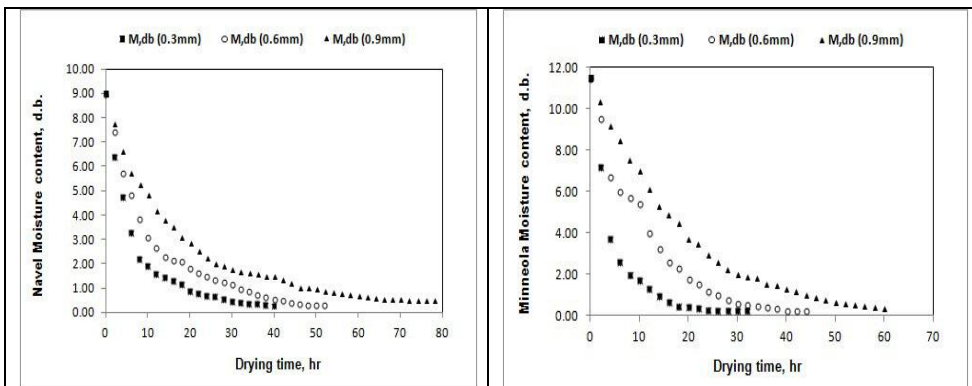 M,db (0.3mm) M,db (0.6mm) M,db (0.9mm)
10.00
9.00
8.00
7.00
6.00
5.00
4.00
3.00
2.00
1.00
0.00
Navel Moisture content, d.b.
0 10 20 30 40 50 60 70 80
Drying time, hr
M,db (0.3mm) M,db (0.6mm) M,db (0.9mm)
12.00
10.00
8.00
6.00
4.00
2.00
0.00
Minneola Moisture content, d.b.
0 10 20 30 40 50 60 70
Drying time, hr